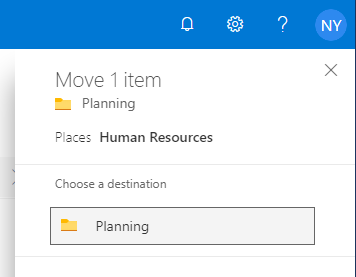 NY
Move 1 item
Planning
Places Human Resources
Choose a destination
Planning